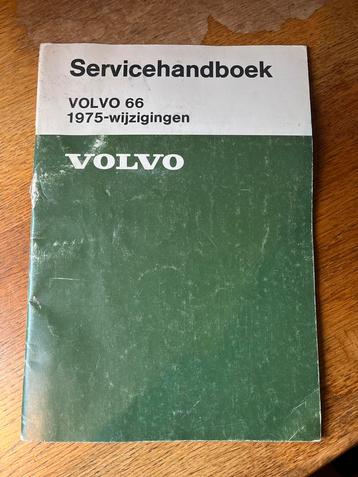 Servicehandboek
VOLVO 66
1975-wijzigingen
VOLVO